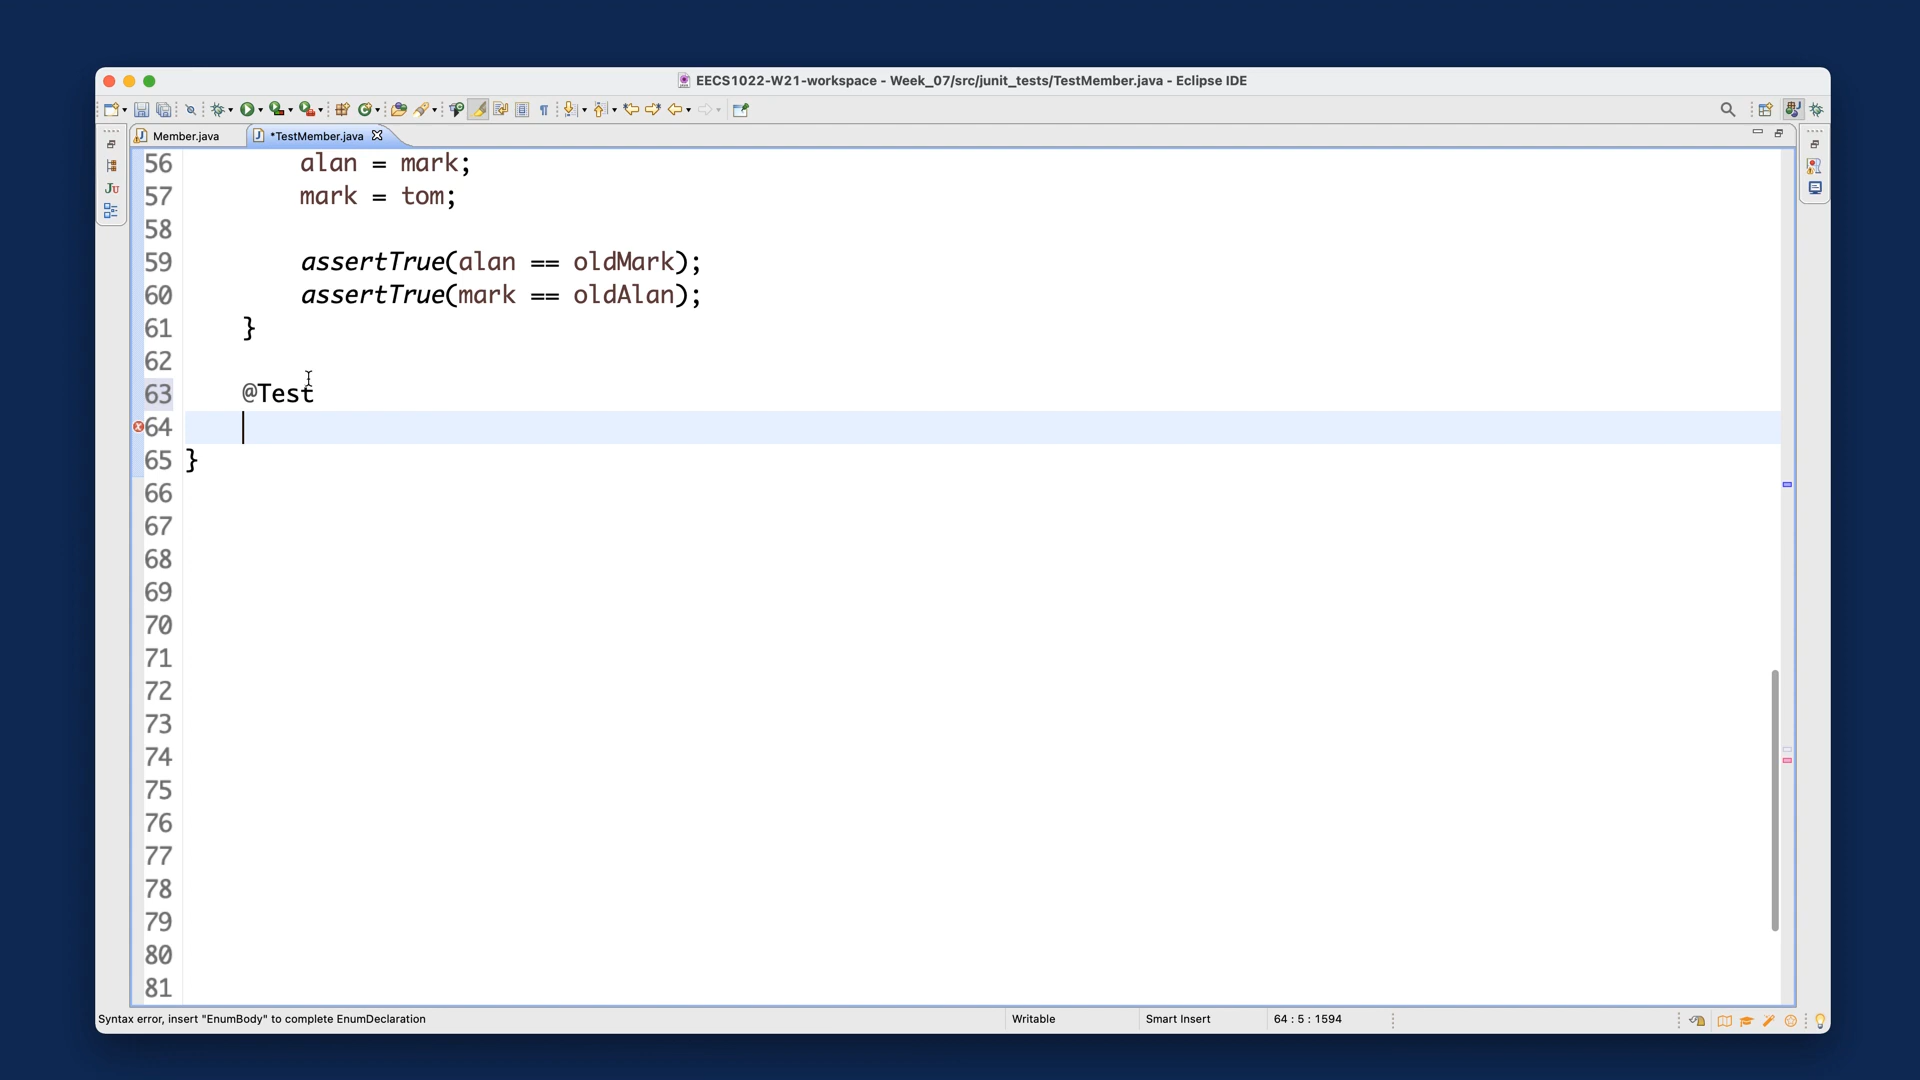 EECS1022-W21-workspace - Week_07/src/junit_tests/TestMember.java - Eclipse IDE
Member.java
*TestMember.java
56 alan = mark;
57 mark = tom;
58
59 assertTrue(alan == oldMark);
60 assertTrue(mark == oldAlan);
61 }
62
63 @Test
64
65 }
66
67
68
69
70
71
72
73
74
75
76
77
78
79
80
81
Syntax error, insert "EnumBody" to complete EnumDeclaration
Writable
Smart Insert
64 : 5 : 1594